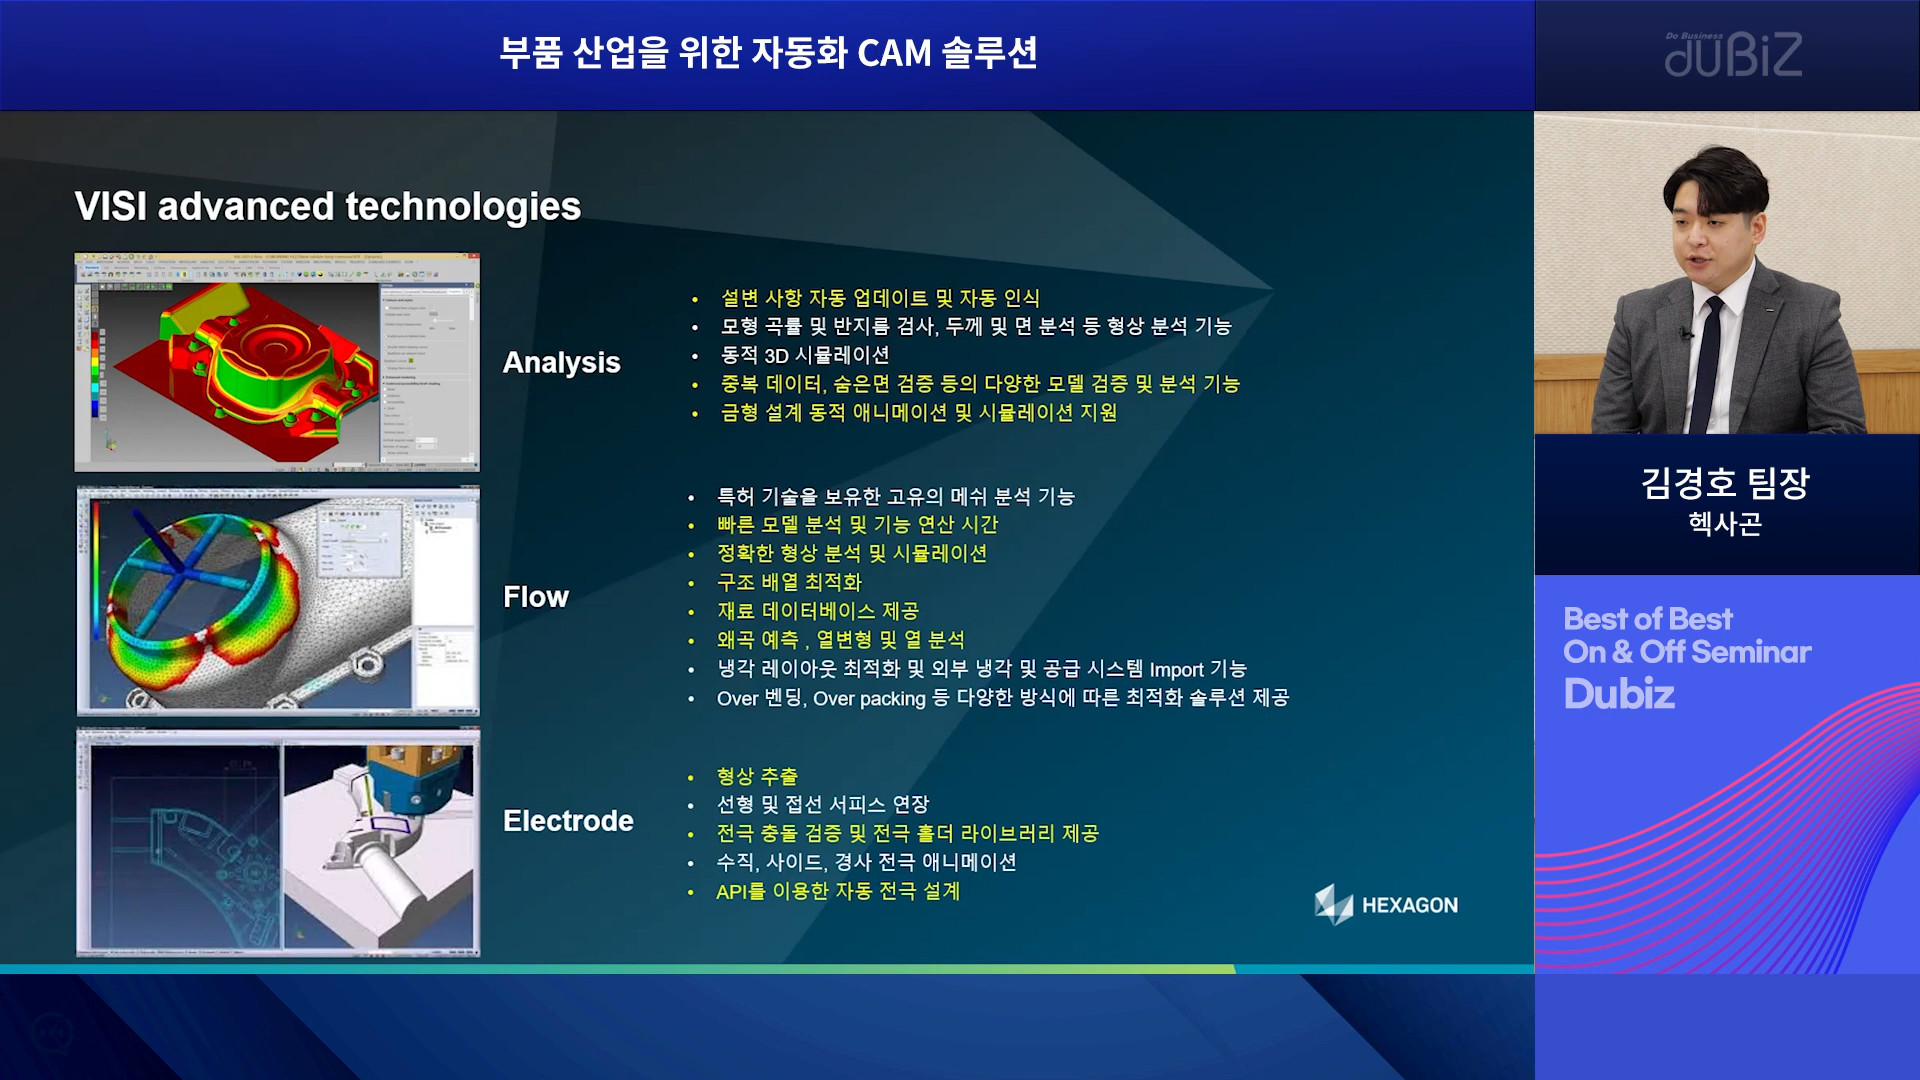 부품 산업을 위한 자동화 CAM 솔루션
Do Business
duBiZ
VISI advanced technologies
Analysis
• 설변 사항 자동 업데이트 및 자동 인식
• 모형 곡률 및 반지름 검사, 두께 및 면 분석 등 형상 분석 기능
• 동적 3D 시뮬레이션
• 중복 데이터, 숨은면 검증 등의 다양한 모델 검증 및 분석 기능
• 금형 설계 동적 애니메이션 및 시뮬레이션 지원
Flow
• 특허 기술을 보유한 고유의 메쉬 분석 기능
• 빠른 모델 분석 및 기능 연산 시간
• 정확한 형상 분석 및 시뮬레이션
• 구조 배열 최적화
• 재료 데이터베이스 제공
• 왜곡 예측 , 열변형 및 열 분석
• 냉각 레이아웃 최적화 및 외부 냉각 및 공급 시스템 Import 기능
• Over 벤딩, Over packing 등 다양한 방식에 따른 최적화 솔루션 제공
Electrode
• 형상 추출
• 선형 및 접선 서피스 연장
• 전극 충돌 검증 및 전극 홀더 라이브러리 제공
• 수직, 사이드, 경사 전극 애니메이션
• API를 이용한 자동 전극 설계
HEXAGON
김경호 팀장
헥사곤
Best of Best
On & Off Seminar
Dubiz